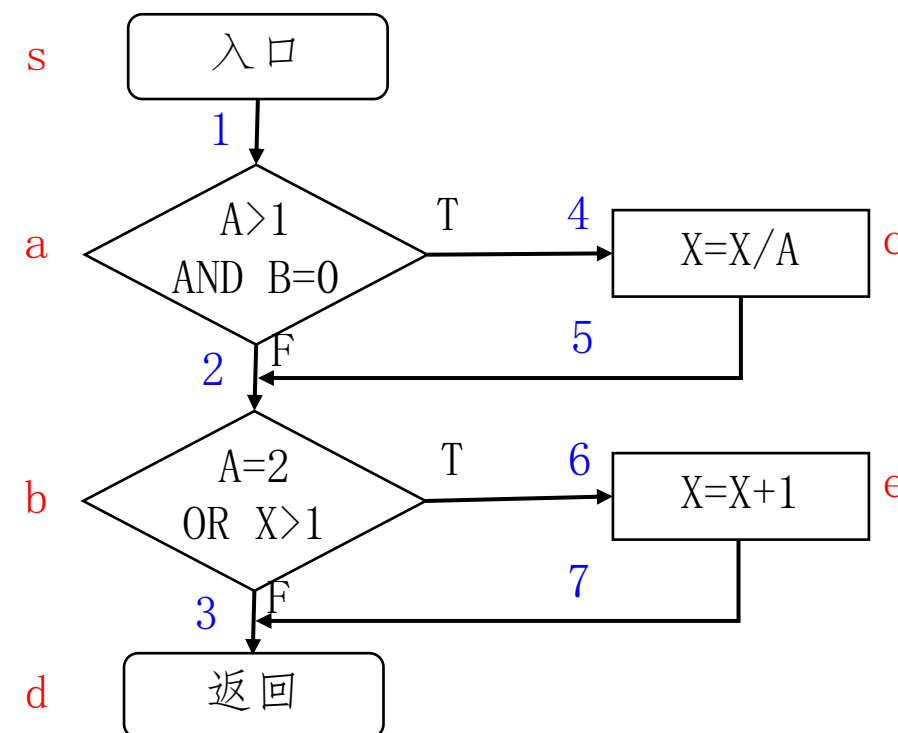 s
入口
1
a
A>1
AND B=0
T
4
X=X/A
c
F
2
5
b
A=2
OR X>1
T
6
X=X+1
e
F
3
7
d
返回